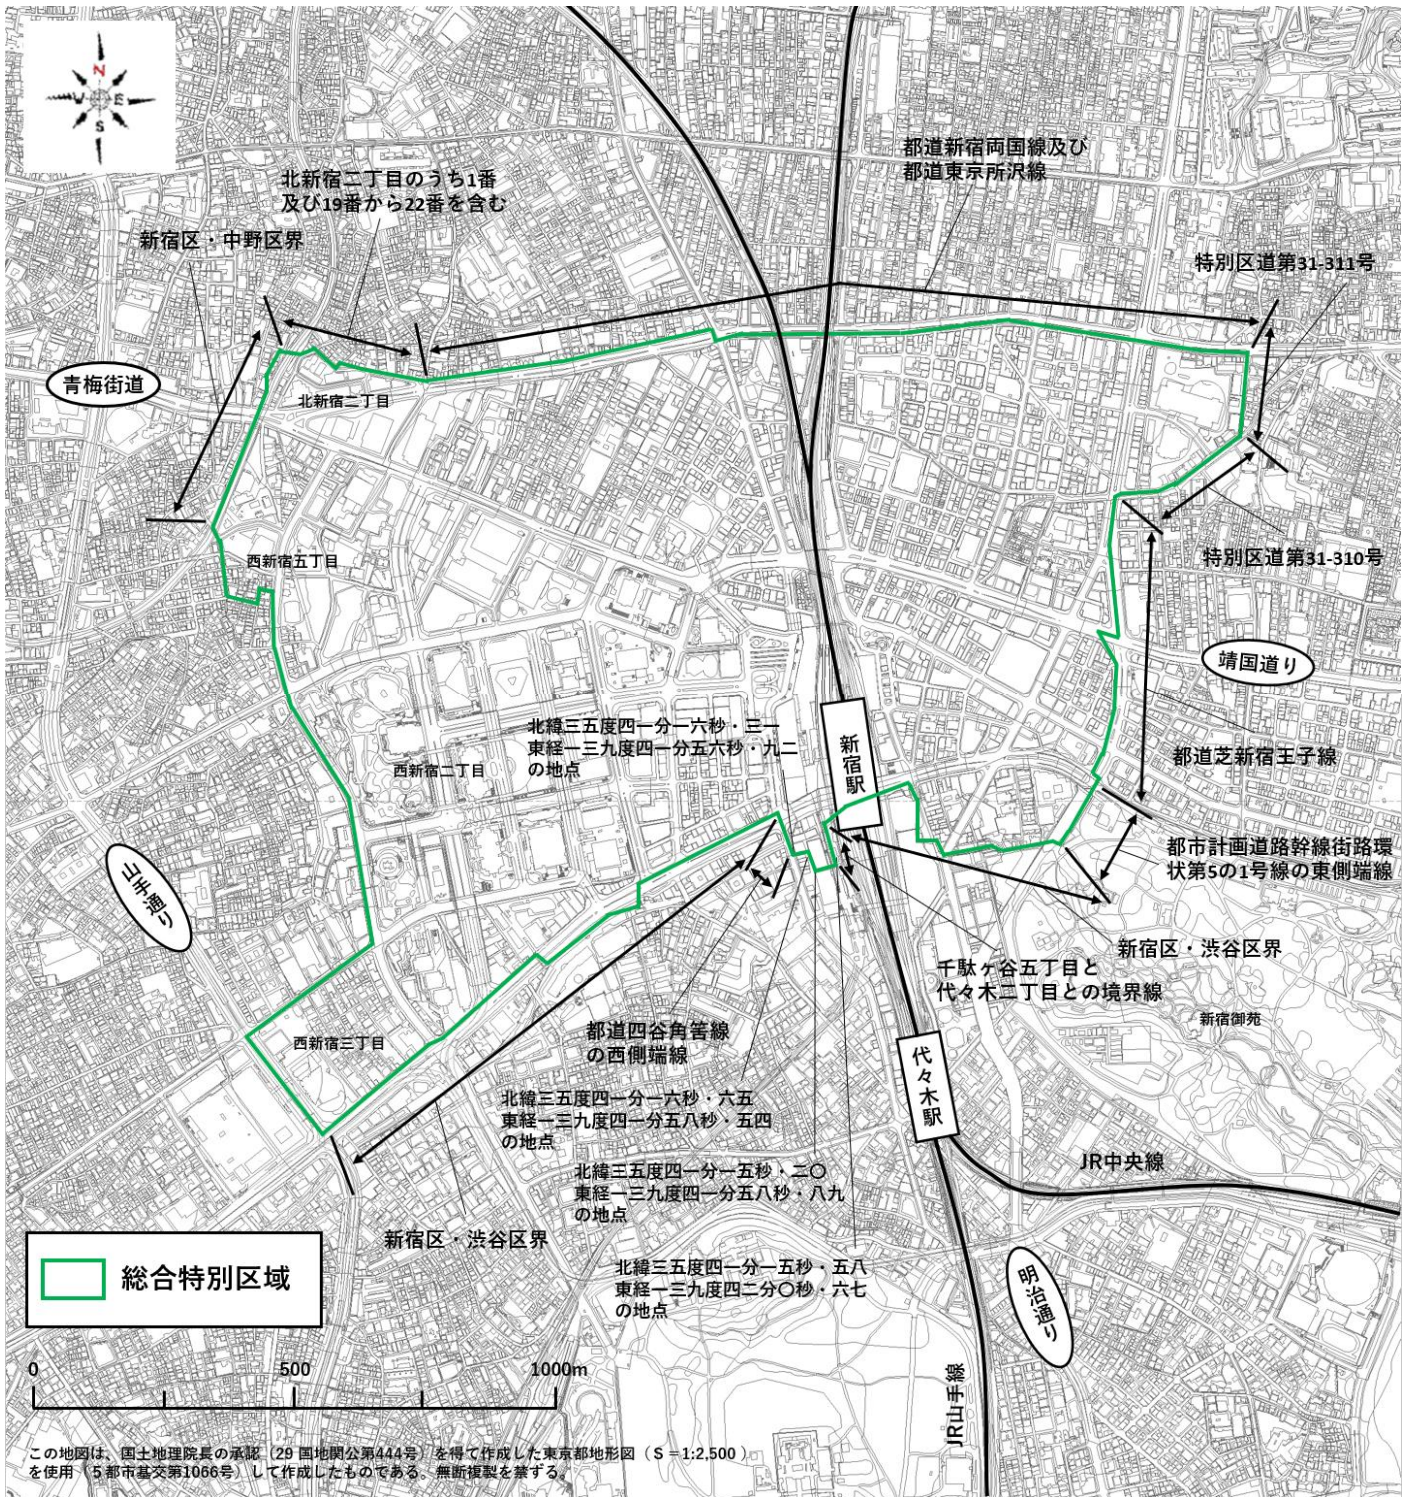 N
W E
S
都道新宿両国線及び
都道東京所沢線
北新宿二丁目のうち1番
及び19番から22番を含む
新宿区・中野区界
特別区道第31-311号
青梅街道
北新宿二丁目
西新宿五丁目
特別区道第31-310号
靖国通り
北緯三五度四一分一六秒・三一
東経一三九度四一分五六秒・九二
の地点
新宿駅
都道芝新宿王子線
西新宿二丁目
山手通り
都市計画道路幹線街路環
状第5の1号線の東側端線
新宿区・渋谷区界
千駄ヶ谷五丁目と
代々木二丁目との境界線
新宿御苑
都道四谷角筈線
の西側端線
西新宿三丁目
代々木駅
北緯三五度四一分一六秒・六五
東経一三九度四一分五八秒・五四
の地点
JR中央線
北緯三五度四一分一五秒・二〇
東経一三九度四一分五八秒・八九
の地点
新宿区・渋谷区界
北緯三五度四一分一五秒・五八
東経一三九度四二分〇秒・六七
の地点
明治通り
総合特別区域
JR山手線
0 500 1000m
この地図は、国土地理院長の承認（29 国地関公第444号）を得て作成した東京都地形図（S＝1:2,500）
を使用（5都市基交第1066号）して作成したものである。無断複製を禁ずる。